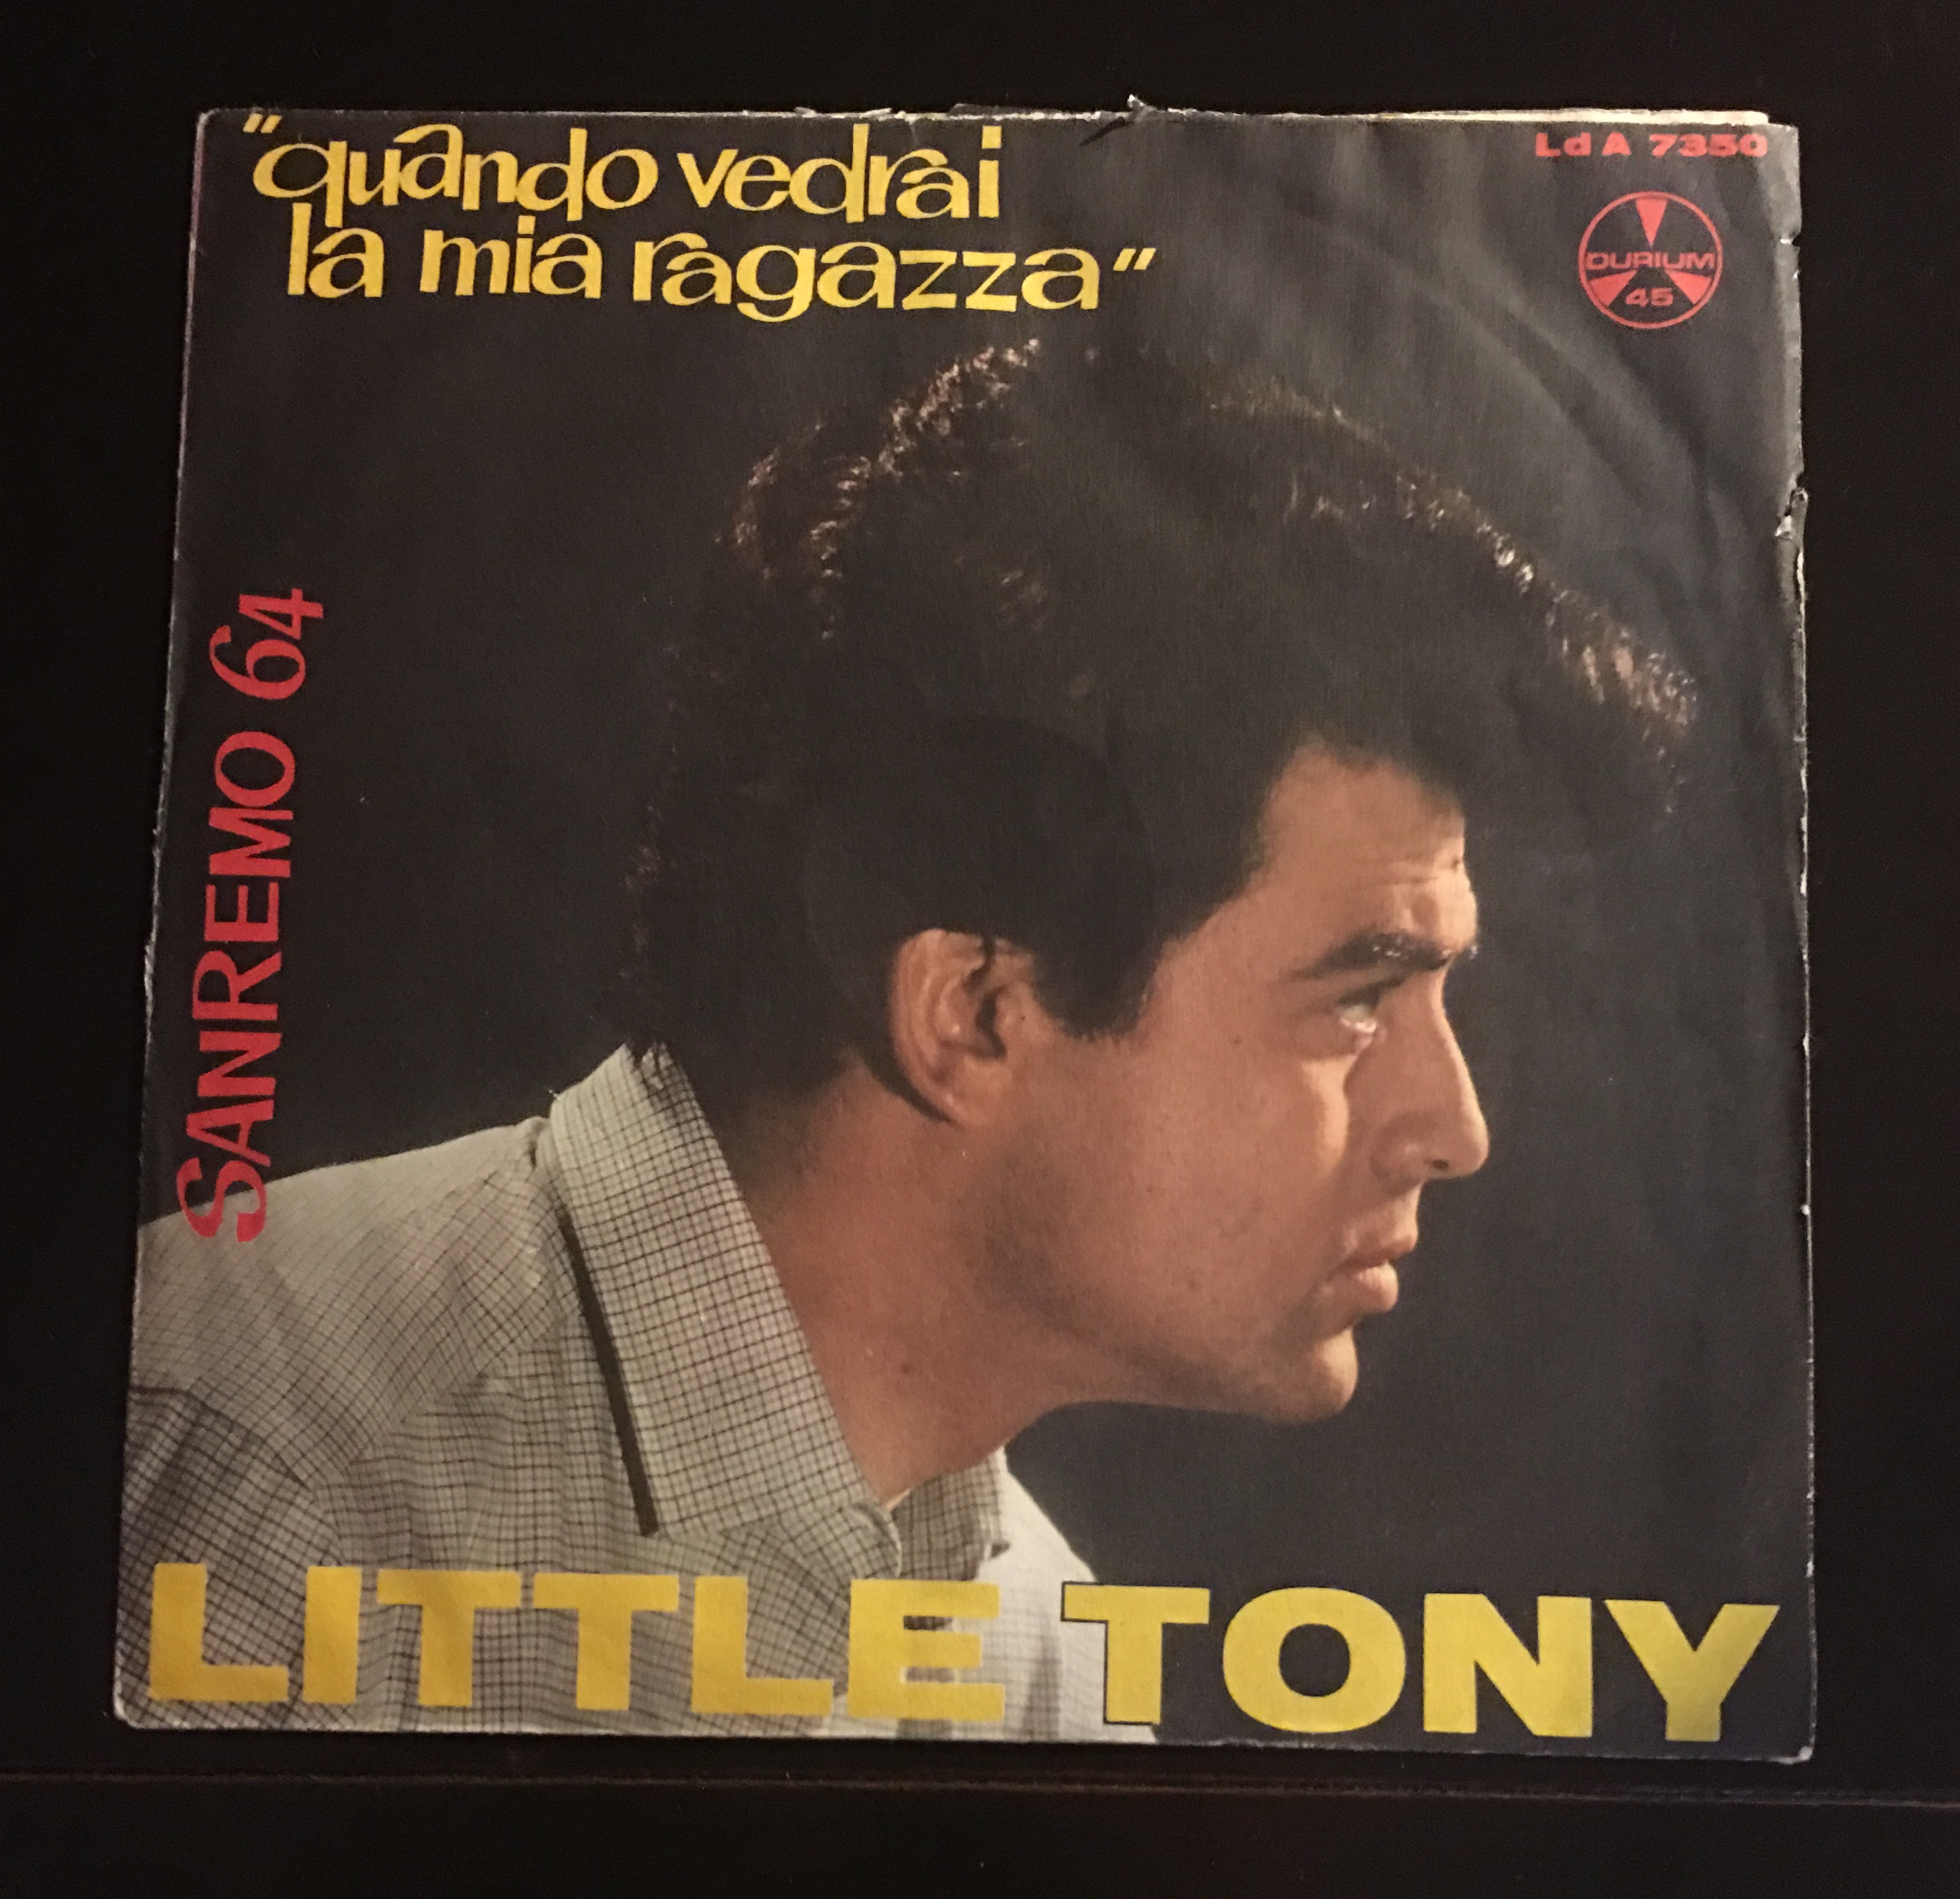 "quando vedrai
la mia ragazza"
Ld A 7350
DURIUM
45
SANREMO 64
LITTLE TONY